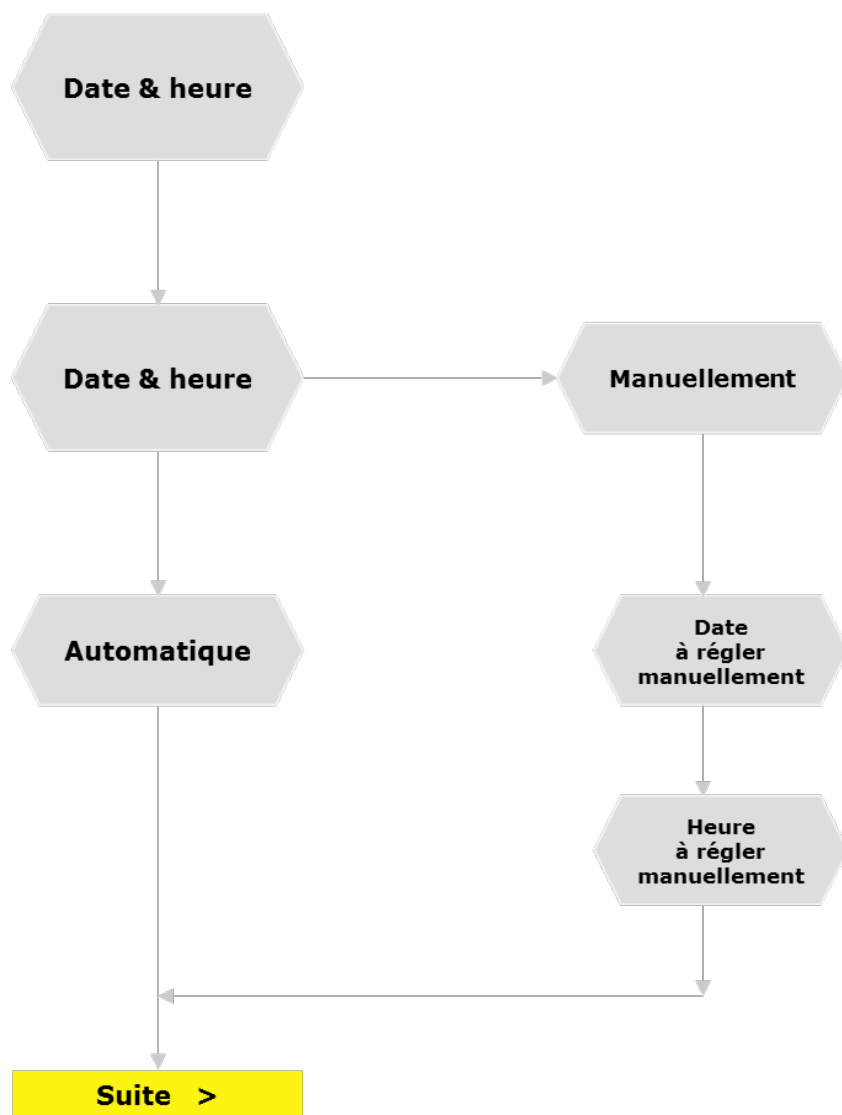 Date & heure
Date & heure
Manuellement
Automatique
Date
à régler
manuellement
Heure
à régler
manuellement
Suite >